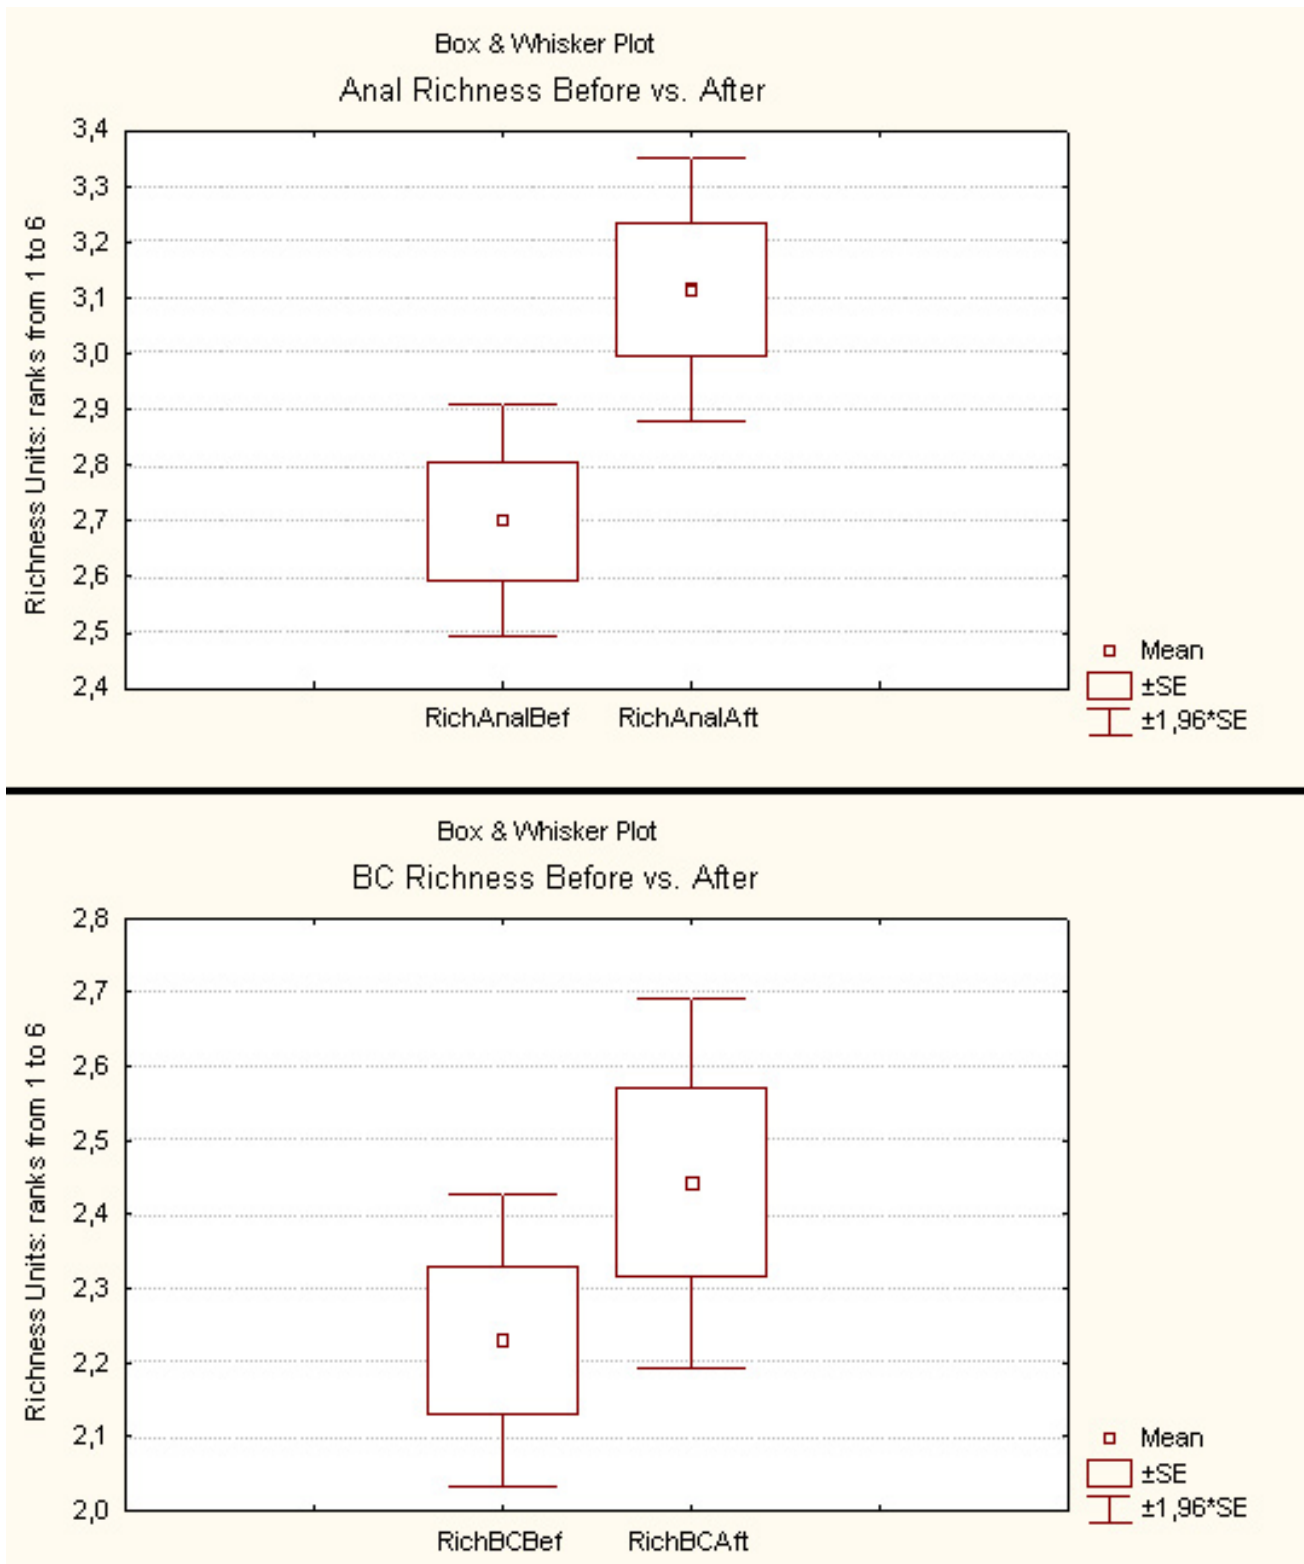 Box & Whisker Plot
Anal Richness Before vs. After
Richness Units: ranks from 1 to 6
3,4
3,3
3,2
3,1
3,0
2,9
2,8
2,7
2,6
2,5
2,4
RichAnalBef RichAnalAft
Mean
±SE
±1,96*SE
Box & Whisker Plot
BC Richness Before vs. After
Richness Units: ranks from 1 to 6
2,8
2,7
2,6
2,5
2,4
2,3
2,2
2,1
2,0
RichBCBef RichBCAft
Mean
±SE
±1,96*SE